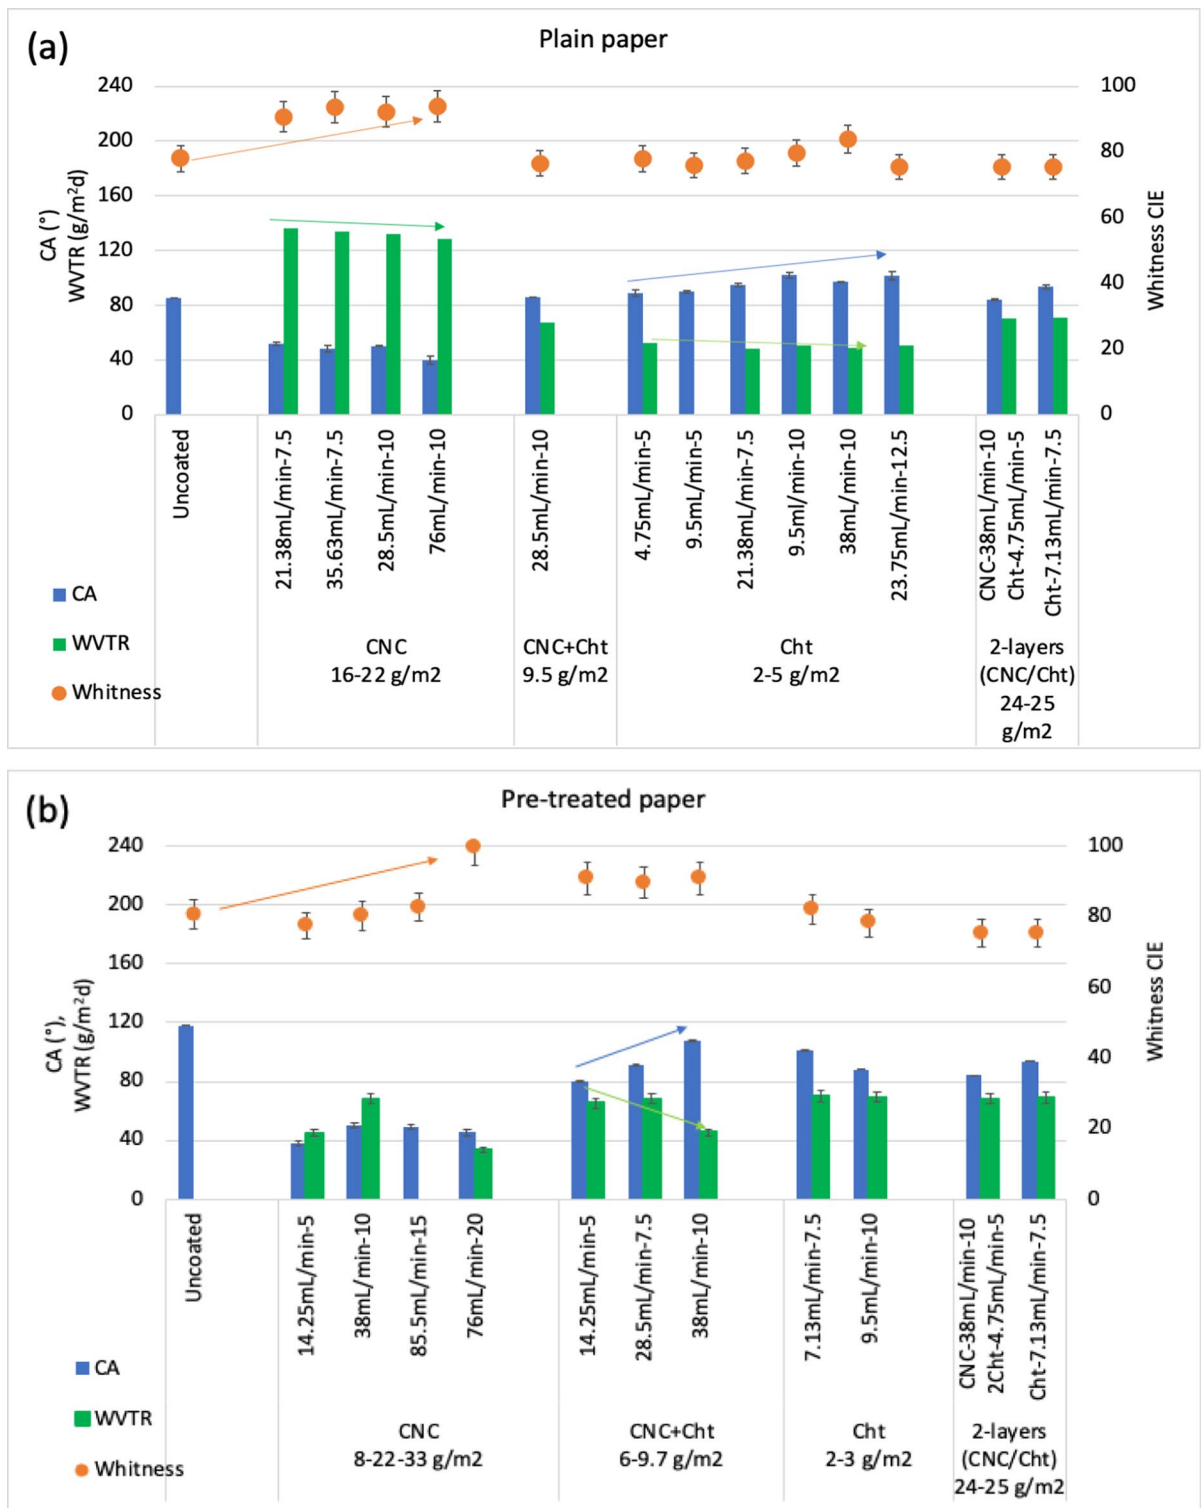 (a)
Plain paper
240
200
160
120
80
40
0
CA (°)
WVTR (g/m²d)
100
80
60
40
20
0
Whitness CIE
Uncoated
21.38mL/min-7.5
35.63mL/min-7.5
28.5mL/min-10
76mL/min-10
28.5mL/min-10
4.75mL/min-5
9.5mL/min-5
21.38mL/min-7.5
9.5ml/min-10
38mL/min-10
23.75mL/min-12.5
CNC-38mL/min-10
Cht-4.75mL/min-5
Cht-7.13mL/min-7.5
CNC
16-22 g/m2
CNC+Cht
9.5 g/m2
Cht
2-5 g/m2
2-layers
(CNC/Cht)
24-25
g/m2
CA
WVTR
Whitness
(b)
Pre-treated paper
240
200
160
120
80
40
0
CA (°),
WVTR (g/m²d)
100
80
60
40
20
0
Whitness CIE
Uncoated
14.25mL/min-5
38mL/min-10
85.5mL/min-15
76mL/min-20
14.25mL/min-5
28.5mL/min-7.5
38mL/min-10
7.13mL/min-7.5
9.5mL/min-10
CNC-38mL/min-10
2Cht-4.75mL/min-5
Cht-7.13mL/min-7.5
CNC
8-22-33 g/m2
CNC+Cht
6-9.7 g/m2
Cht
2-3 g/m2
2-layers
(CNC/Cht)
24-25 g/m2
CA
WVTR
Whitness